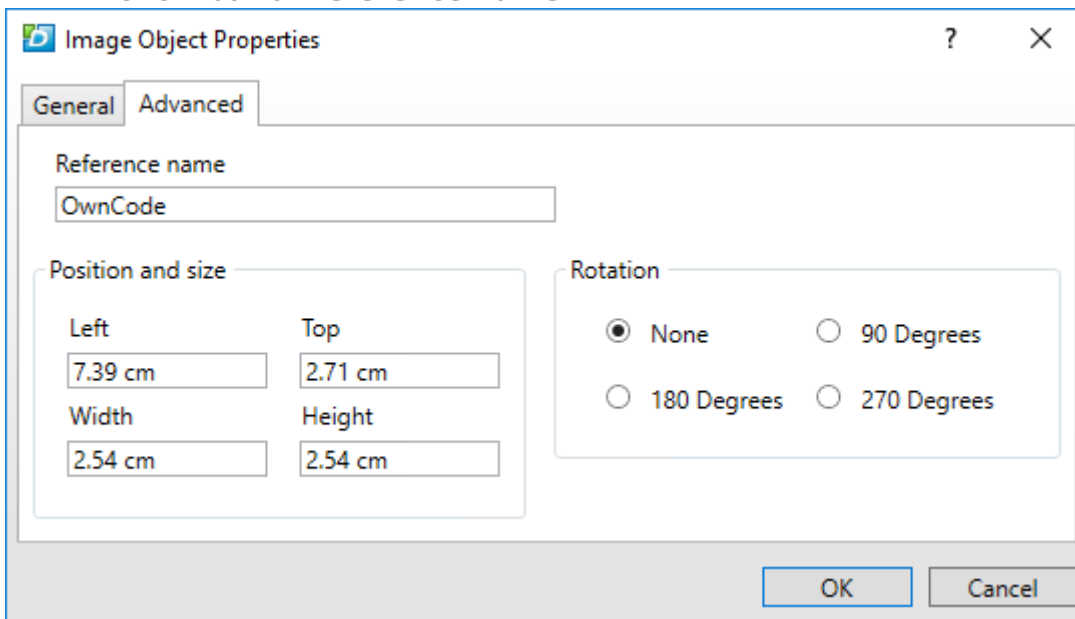 Image Object Properties
?
General Advanced
Reference name
OwnCode
Position and size
Left Top
7.39 cm 2.71 cm
Width Height
2.54 cm 2.54 cm
Rotation
None 90 Degrees
180 Degrees 270 Degrees
OK Cancel